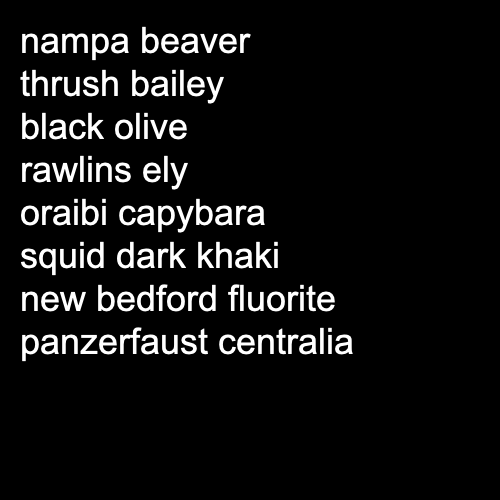 nampa beaver
thrush bailey
black olive
rawlins ely
oraibi capybara
squid dark khaki
new bedford fluorite
panzerfaust centralia